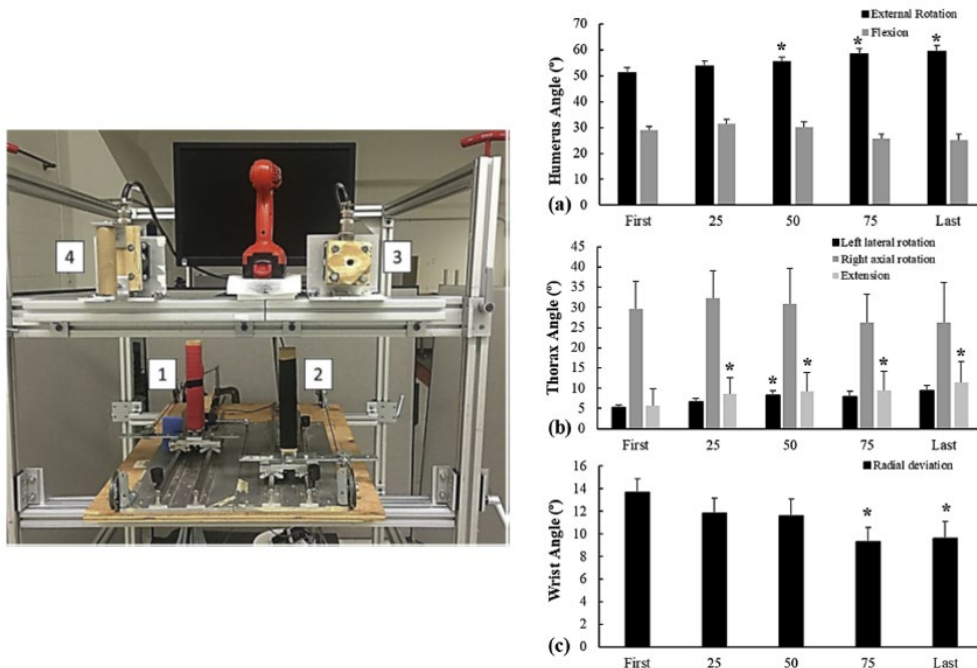 4
3
1
2
External Rotation
Flexion
Humerus Angle (°)
70
60
50
40
30
20
10
0
* * *
(a)
First 25 50 75 Last
Left lateral rotation
Right axial rotation
Extension
Thorax Angle (°)
45
40
35
30
25
20
15
10
5
0
* * * * *
(b)
First 25 50 75 Last
Radial deviation
Wrist Angle (°)
16
14
12
10
8
6
4
2
0
* *
(c)
First 25 50 75 Last